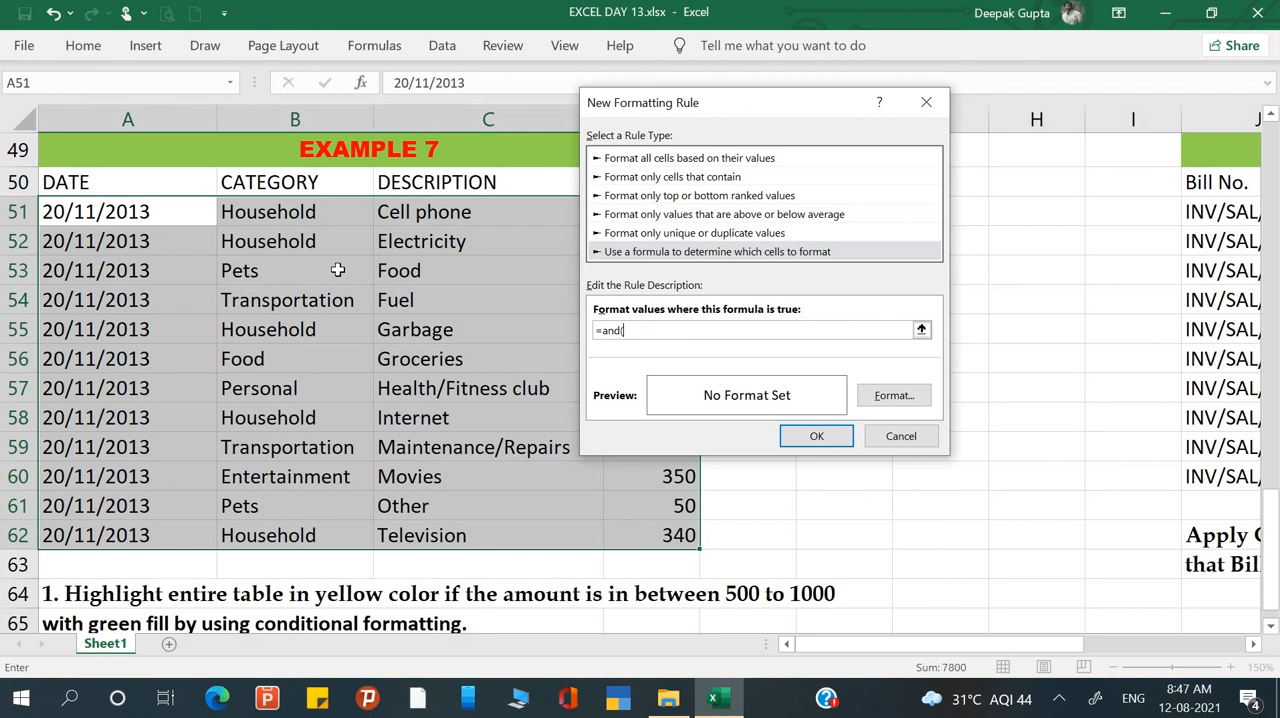 EXCEL DAY 13.xlsx - Excel
Deepak Gupta
File Home Insert Draw Page Layout Formulas Data Review View Help Tell me what you want to do Share
A51 fx 20/11/2013
A B C H I J
49 EXAMPLE 7
50 DATE CATEGORY DESCRIPTION Bill No.
51 20/11/2013 Household Cell phone INV/SAL/
52 20/11/2013 Household Electricity INV/SAL/
53 20/11/2013 Pets Food INV/SAL/
54 20/11/2013 Transportation Fuel INV/SAL/
55 20/11/2013 Household Garbage INV/SAL/
56 20/11/2013 Food Groceries INV/SAL/
57 20/11/2013 Personal Health/Fitness club INV/SAL/
58 20/11/2013 Household Internet INV/SAL/
59 20/11/2013 Transportation Maintenance/Repairs INV/SAL/
60 20/11/2013 Entertainment Movies 350 INV/SAL/
61 20/11/2013 Pets Other 50
62 20/11/2013 Household Television 340 Apply
63 that Bil
64 1. Highlight entire table in yellow color if the amount is in between 500 to 1000
65 with green fill by using conditional formatting.
New Formatting Rule ?
Select a Rule Type:
► Format all cells based on their values
► Format only cells that contain
► Format only top or bottom ranked values
► Format only values that are above or below average
► Format only unique or duplicate values
► Use a formula to determine which cells to format
Edit the Rule Description:
Format values where this formula is true:
=and(
Preview: No Format Set Format...
OK Cancel
Sheet1
Enter Sum: 7800 150%
31°C AQI 44 ENG 8:47 AM
12-08-2021 4